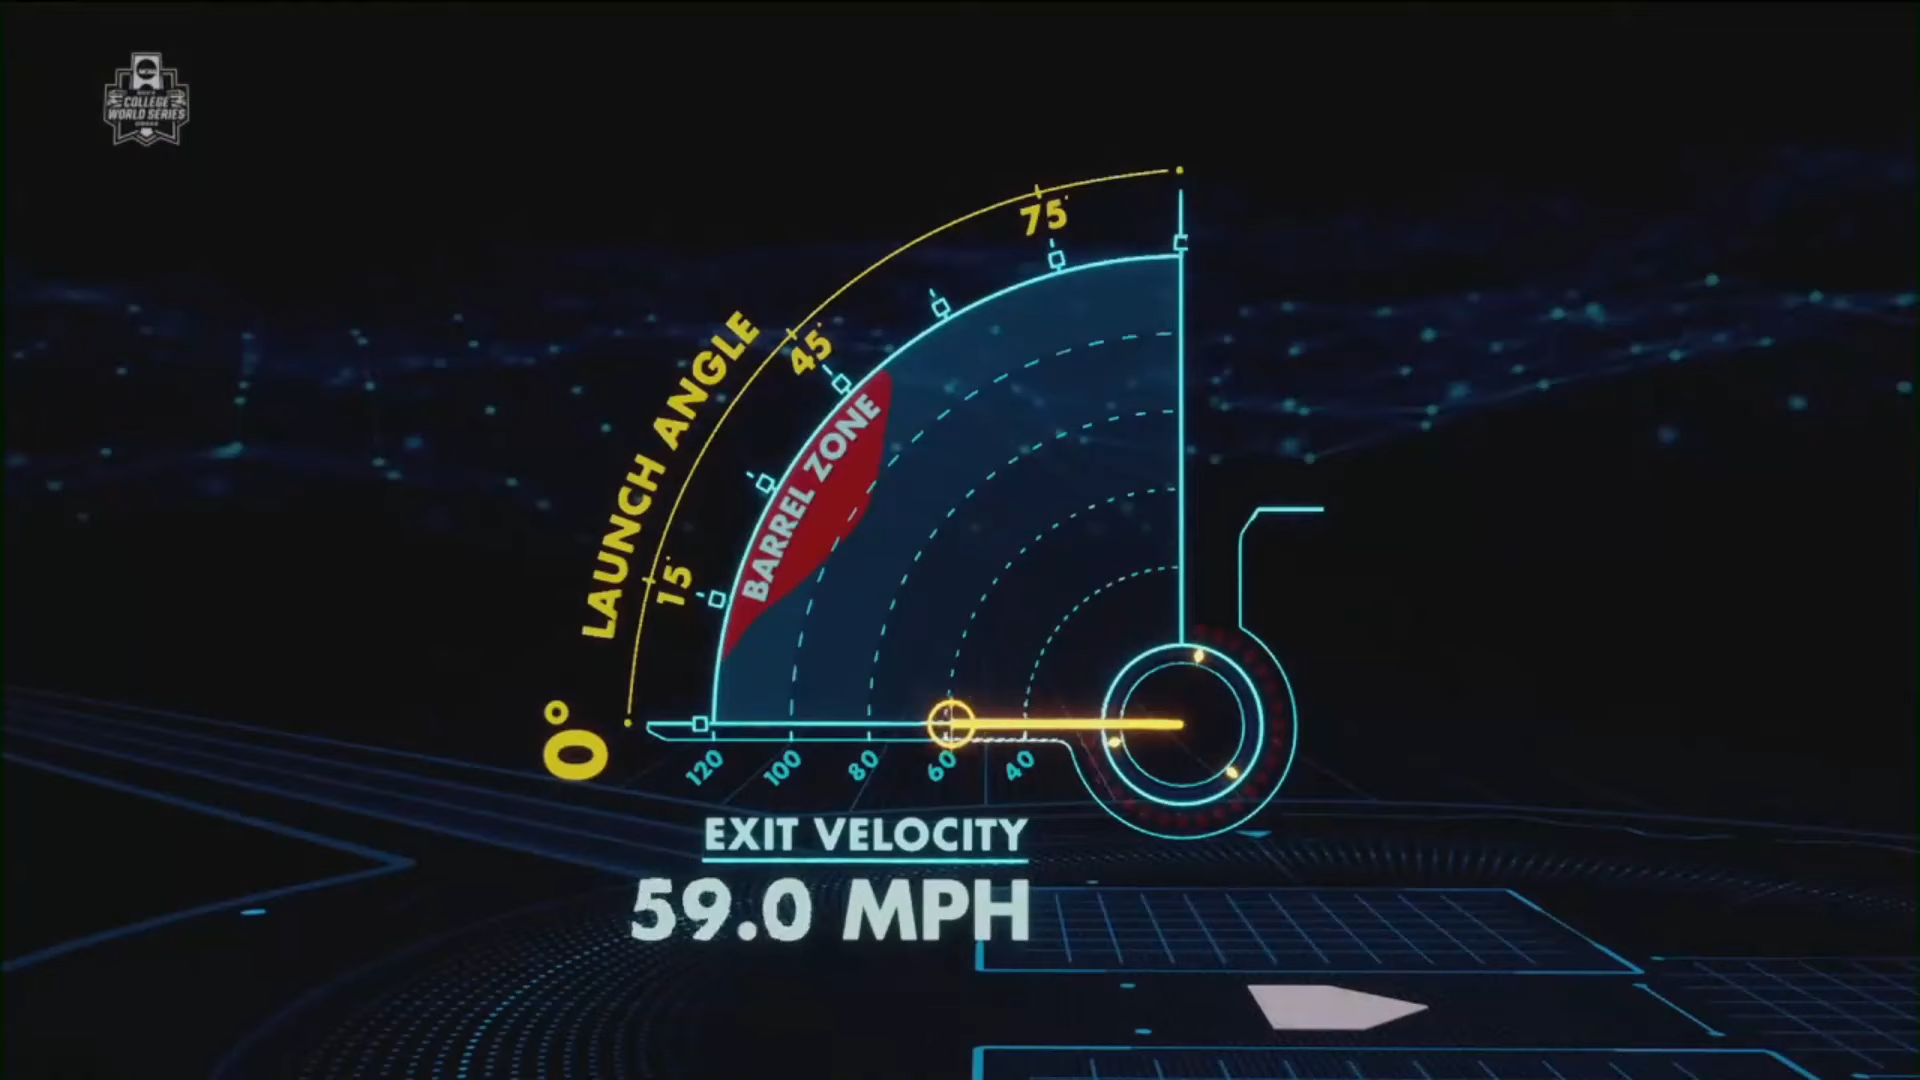 NCAA
COLLEGE
WORLD SERIES
75°
45°
LAUNCH ANGLE
BARREL ZONE
15°
0°
120
100
80
60
40
EXIT VELOCITY
59.0 MPH